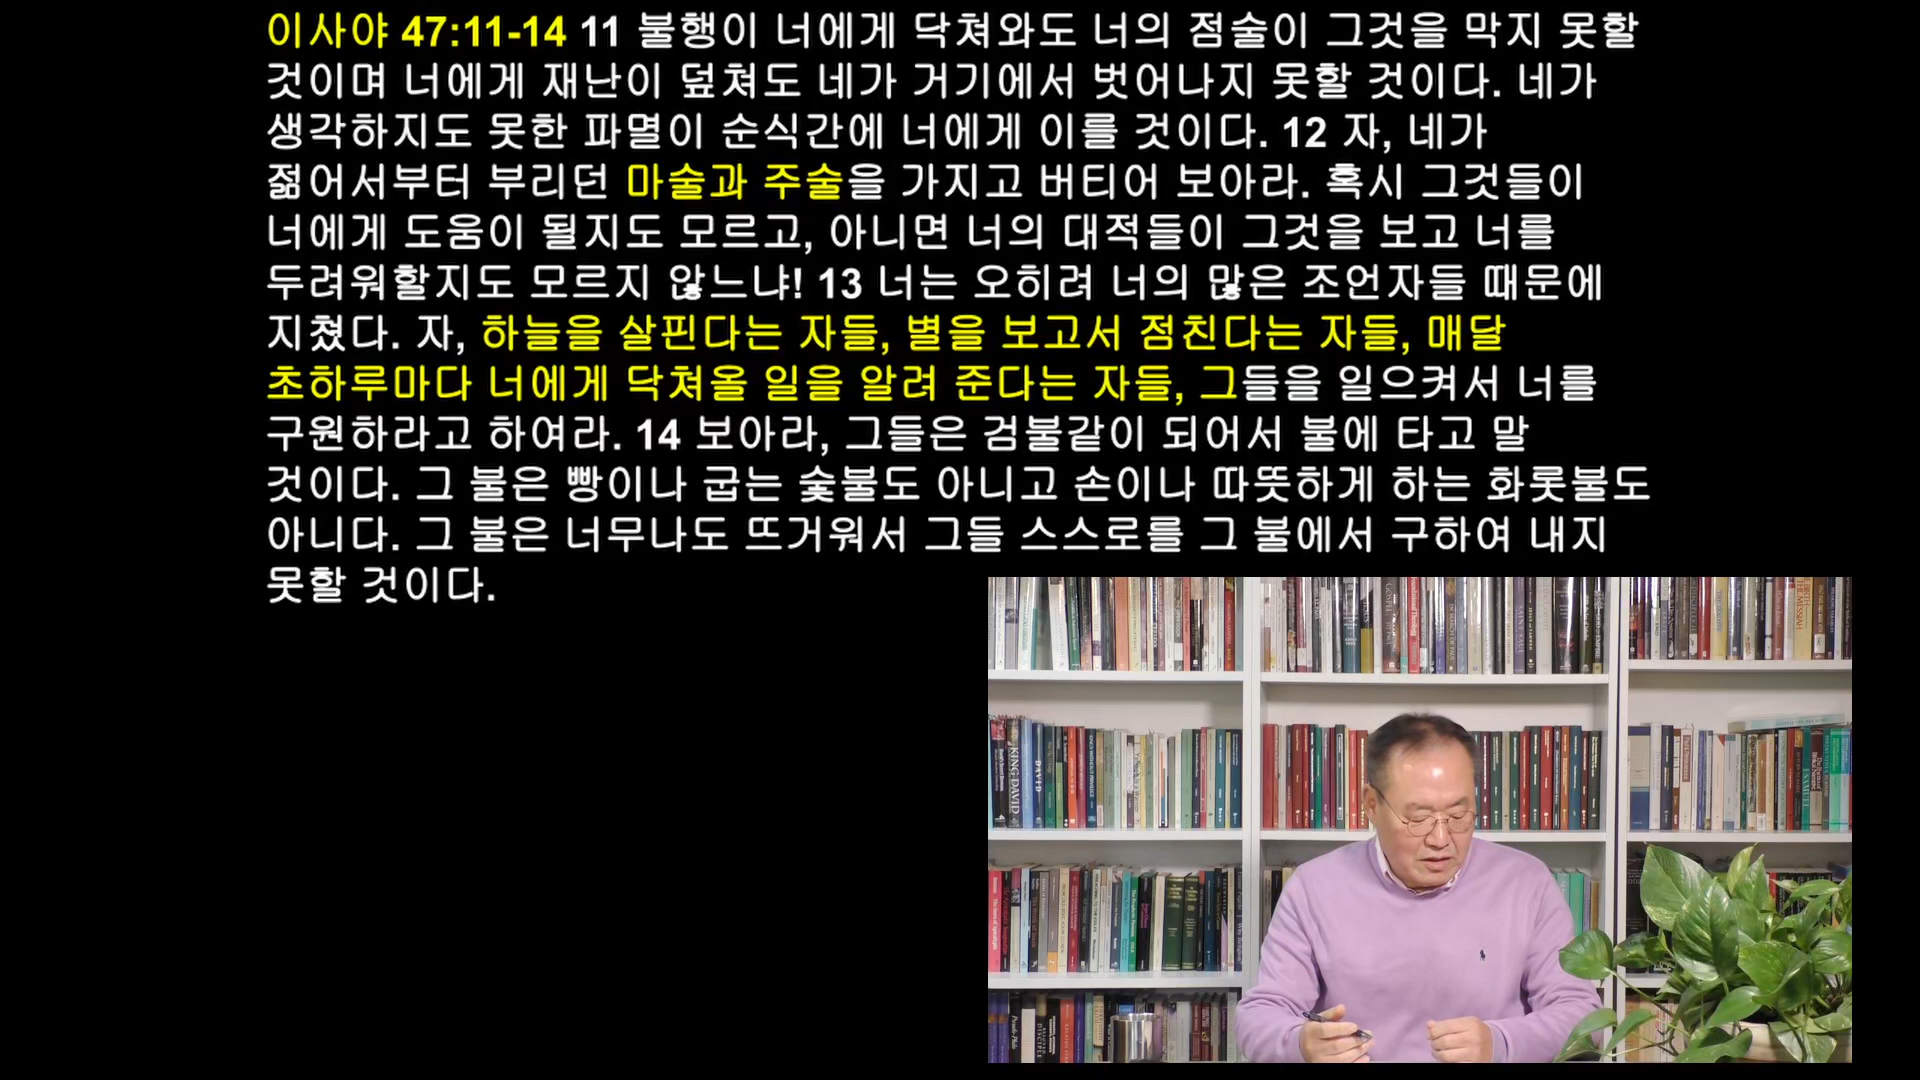 이사야 47:11-14 11 불행이 너에게 닥쳐와도 너의 점술이 그것을 막지 못할
것이며 너에게 재난이 덮쳐도 네가 거기에서 벗어나지 못할 것이다. 네가
생각하지도 못한 파멸이 순식간에 너에게 이를 것이다. 12 자, 네가
젊어서부터 부리던 마술과 주술을 가지고 버티어 보아라. 혹시 그것들이
너에게 도움이 될지도 모르고, 아니면 너의 대적들이 그것을 보고 너를
두려워할지도 모르지 않느냐! 13 너는 오히려 너의 많은 조언자들 때문에
지쳤다. 자, 하늘을 살핀다는 자들, 별을 보고서 점친다는 자들, 매달
초하루마다 너에게 닥쳐올 일을 알려 준다는 자들, 그들을 일으켜서 너를
구원하라고 하여라. 14 보아라, 그들은 검불같이 되어서 불에 타고 말
것이다. 그 불은 빵이나 굽는 숯불도 아니고 손이나 따뜻하게 하는 화롯불도
아니다. 그 불은 너무나도 뜨거워서 그들 스스로를 그 불에서 구하여 내지
못할 것이다.
KING DAVID
DAVID